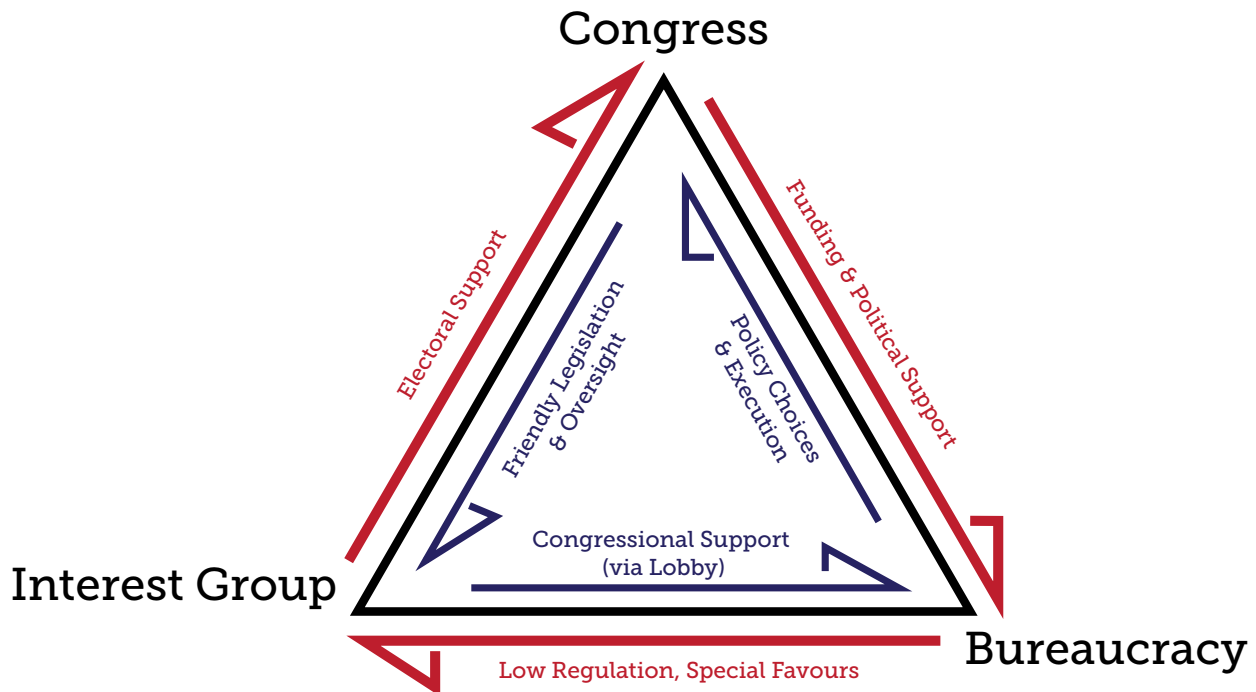 Congress
Electoral Support
Friendly Legislation
& Oversight
Policy Choices
& Execution
Funding & Political Support
Congressional Support
(via Lobby)
Interest Group
Bureaucracy
Low Regulation, Special Favours